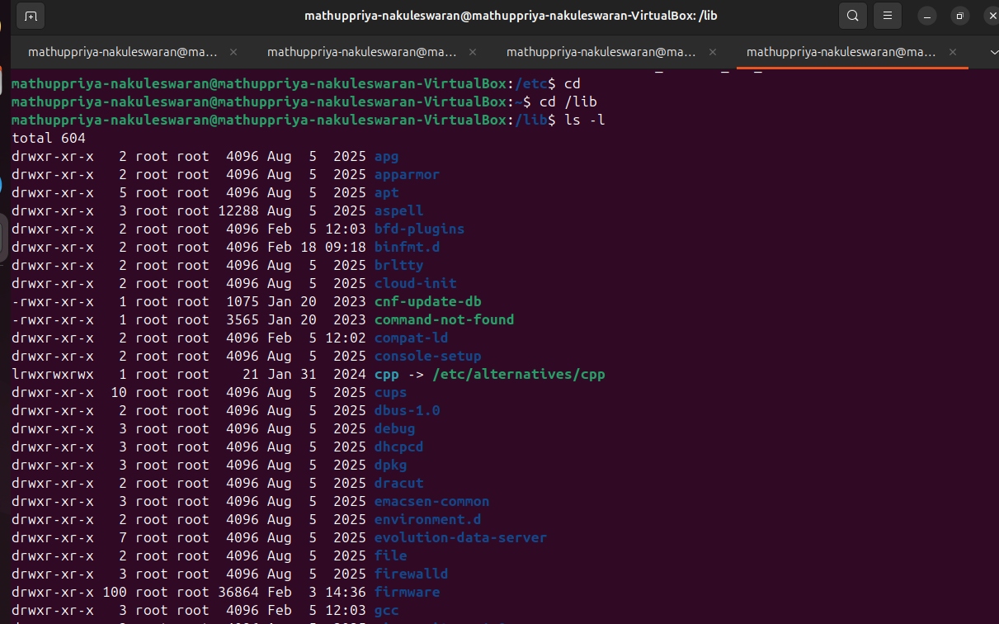 mathuppriya-nakuleswaran@mathuppriya-nakuleswaran-VirtualBox: /lib
mathuppriya-nakuleswaran@ma... × mathuppriya-nakuleswaran@ma... × mathuppriya-nakuleswaran@ma... × mathuppriya-nakuleswaran@ma... ×
mathuppriya-nakuleswaran@mathuppriya-nakuleswaran-VirtualBox:/etc$ cd
mathuppriya-nakuleswaran@mathuppriya-nakuleswaran-VirtualBox:~$ cd /lib
mathuppriya-nakuleswaran@mathuppriya-nakuleswaran-VirtualBox:/lib$ ls -l
total 604
drwxr-xr-x   2 root root  4096 Aug  5  2025 apg
drwxr-xr-x   2 root root  4096 Aug  5  2025 apparmor
drwxr-xr-x   5 root root  4096 Aug  5  2025 apt
drwxr-xr-x   3 root root 12288 Aug  5  2025 aspell
drwxr-xr-x   2 root root  4096 Feb  5 12:03 bfd-plugins
drwxr-xr-x   2 root root  4096 Feb 18 09:18 binfmt.d
drwxr-xr-x   2 root root  4096 Aug  5  2025 brltty
drwxr-xr-x   2 root root  4096 Aug  5  2025 cloud-init
-rwxr-xr-x   1 root root  1075 Jan 20  2023 cnf-update-db
-rwxr-xr-x   1 root root  3565 Jan 20  2023 command-not-found
drwxr-xr-x   2 root root  4096 Feb  5 12:02 compat-ld
drwxr-xr-x   2 root root  4096 Aug  5  2025 console-setup
lrwxrwxrwx   1 root root    21 Jan 31  2024 cpp -> /etc/alternatives/cpp
drwxr-xr-x  10 root root  4096 Aug  5  2025 cups
drwxr-xr-x   2 root root  4096 Aug  5  2025 dbus-1.0
drwxr-xr-x   3 root root  4096 Aug  5  2025 debug
drwxr-xr-x   3 root root  4096 Aug  5  2025 dhcpcd
drwxr-xr-x   3 root root  4096 Aug  5  2025 dpkg
drwxr-xr-x   2 root root  4096 Aug  5  2025 dracut
drwxr-xr-x   3 root root  4096 Aug  5  2025 emacsen-common
drwxr-xr-x   2 root root  4096 Aug  5  2025 environment.d
drwxr-xr-x   7 root root  4096 Aug  5  2025 evolution-data-server
drwxr-xr-x   2 root root  4096 Aug  5  2025 file
drwxr-xr-x   3 root root  4096 Aug  5  2025 firewalld
drwxr-xr-x 100 root root 36864 Feb  3 14:36 firmware
drwxr-xr-x   3 root root  4096 Feb  5 12:03 gcc